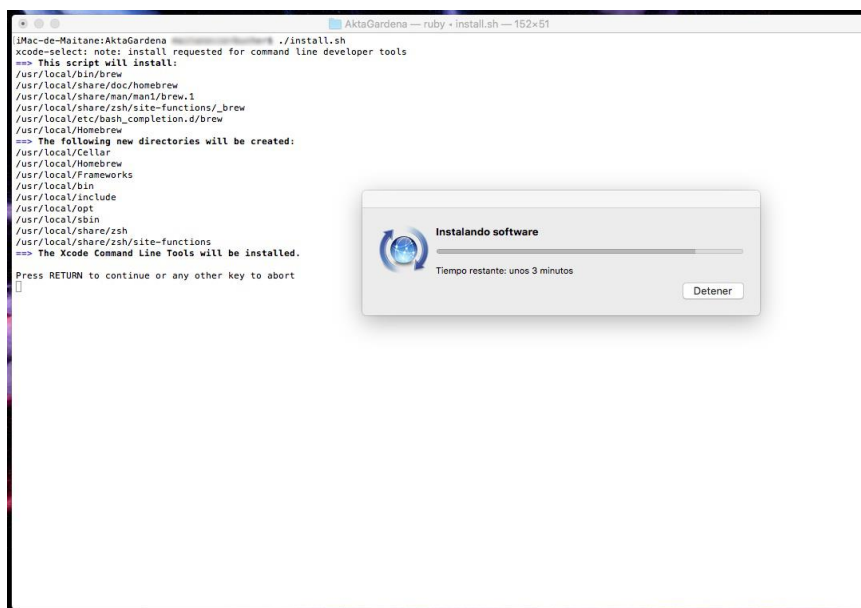 AktaGardena — ruby • install.sh — 152×51
iMac-de-Maitane:AktaGardena ./install.sh
xcode-select: note: install requested for command line developer tools
==> This script will install:
/usr/local/bin/brew
/usr/local/share/doc/homebrew
/usr/local/share/man/man1/brew.1
/usr/local/share/zsh/site-functions/_brew
/usr/local/etc/bash_completion.d/brew
/usr/local/Homebrew
==> The following new directories will be created:
/usr/local/Cellar
/usr/local/Homebrew
/usr/local/Frameworks
/usr/local/bin
/usr/local/include
/usr/local/opt
/usr/local/sbin
/usr/local/share/zsh
/usr/local/share/zsh/site-functions
==> The Xcode Command Line Tools will be installed.
Press RETURN to continue or any other key to abort
Instalando software
Tiempo restante: unos 3 minutos
Detener